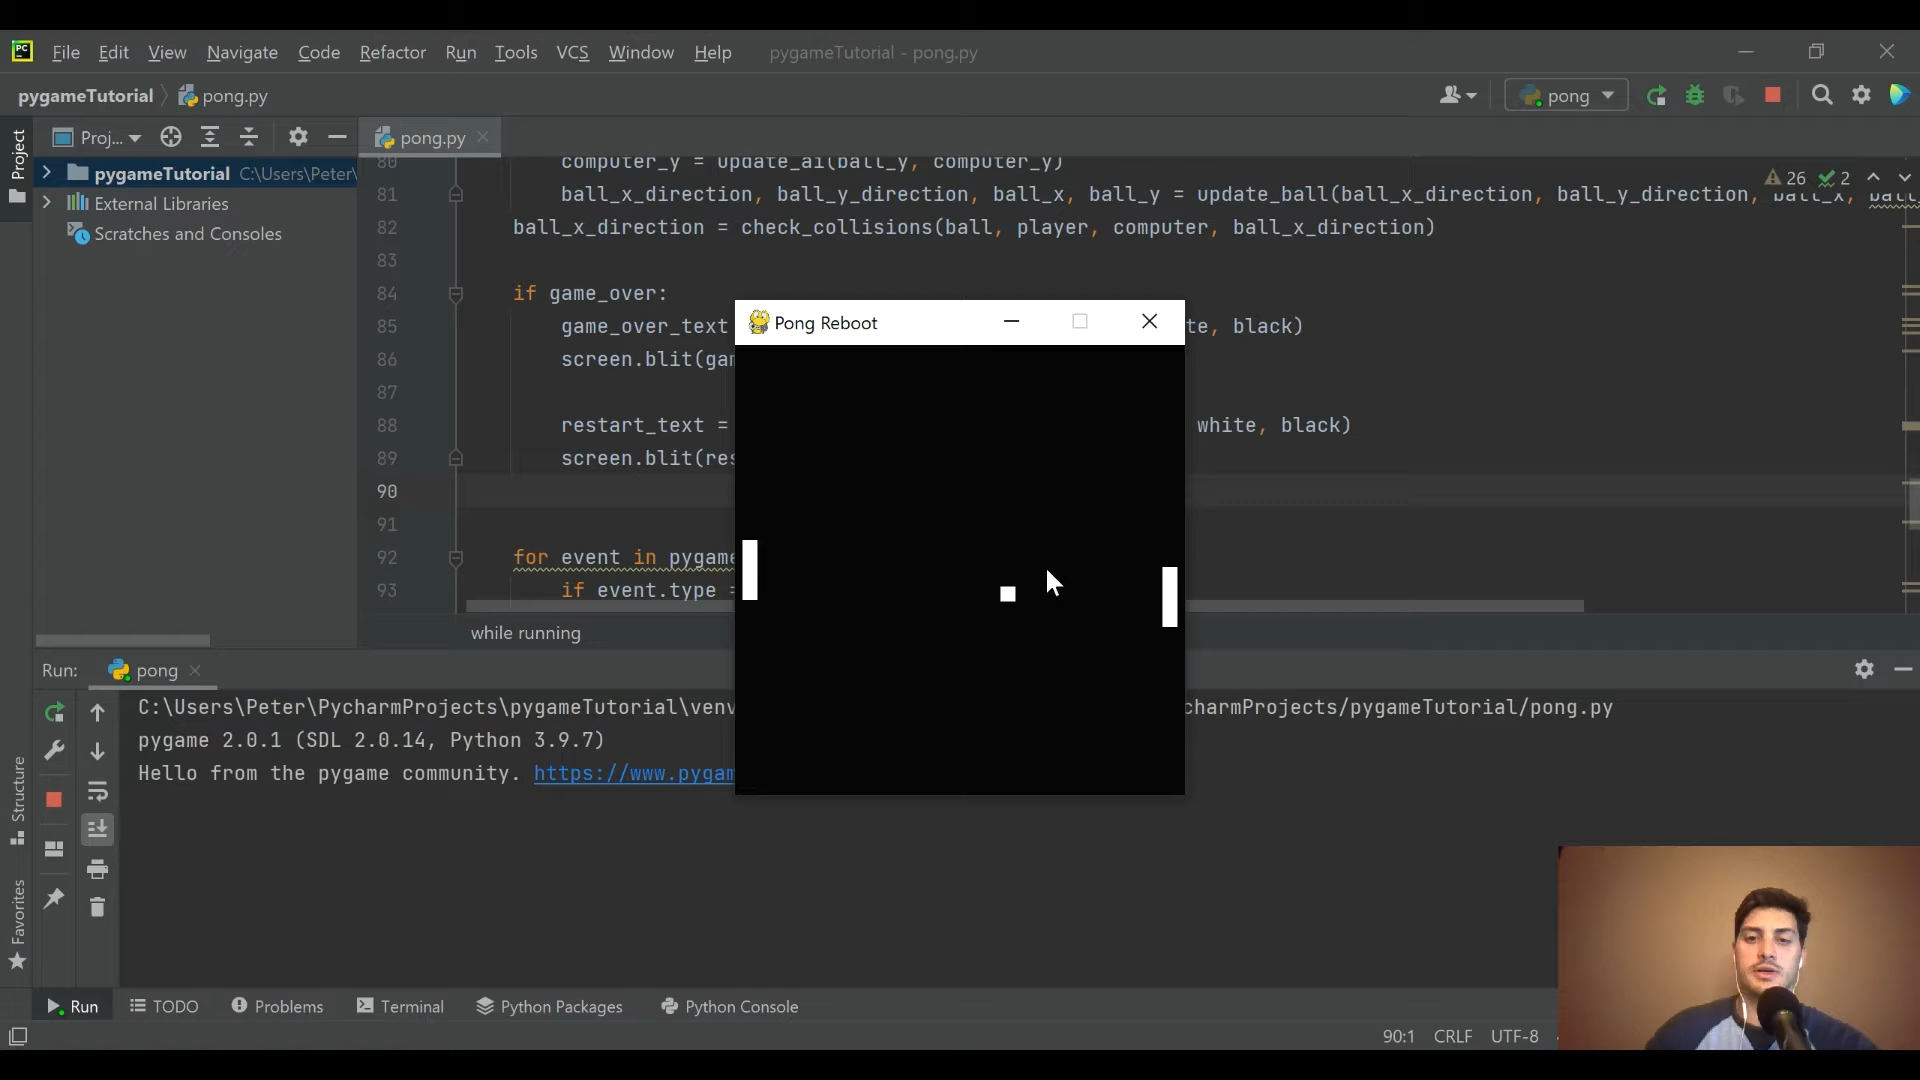 PC File Edit View Navigate Code Refactor Run Tools VCS Window Help pygameTutorial - pong.py
pygameTutorial pong.py pong
Project Proj... pong.py
80 computer_y = update_ai(ball_y, computer_y)
pygameTutorial C:\Users\Peter\
26 2
81 ball_x_direction, ball_y_direction, ball_x, ball_y = update_ball(ball_x_direction, ball_y_direction, ball_x, ball
External Libraries
82 ball_x_direction = check_collisions(ball, player, computer, ball_x_direction)
Scratches and Consoles
83
84 if game_over:
Pong Reboot
85 game_over_text te, black)
86 screen.blit(gam
87
88 restart_text = white, black)
89 screen.blit(res
90
91
92 for event in pygame
93 if event.type =
while running
Run: pong
C:\Users\Peter\PycharmProjects\pygameTutorial\venv charmProjects/pygameTutorial/pong.py
pygame 2.0.1 (SDL 2.0.14, Python 3.9.7)
Hello from the pygame community. https://www.pygam
Structure
Favorites
Run TODO Problems Terminal Python Packages Python Console
90:1 CRLF UTF-8